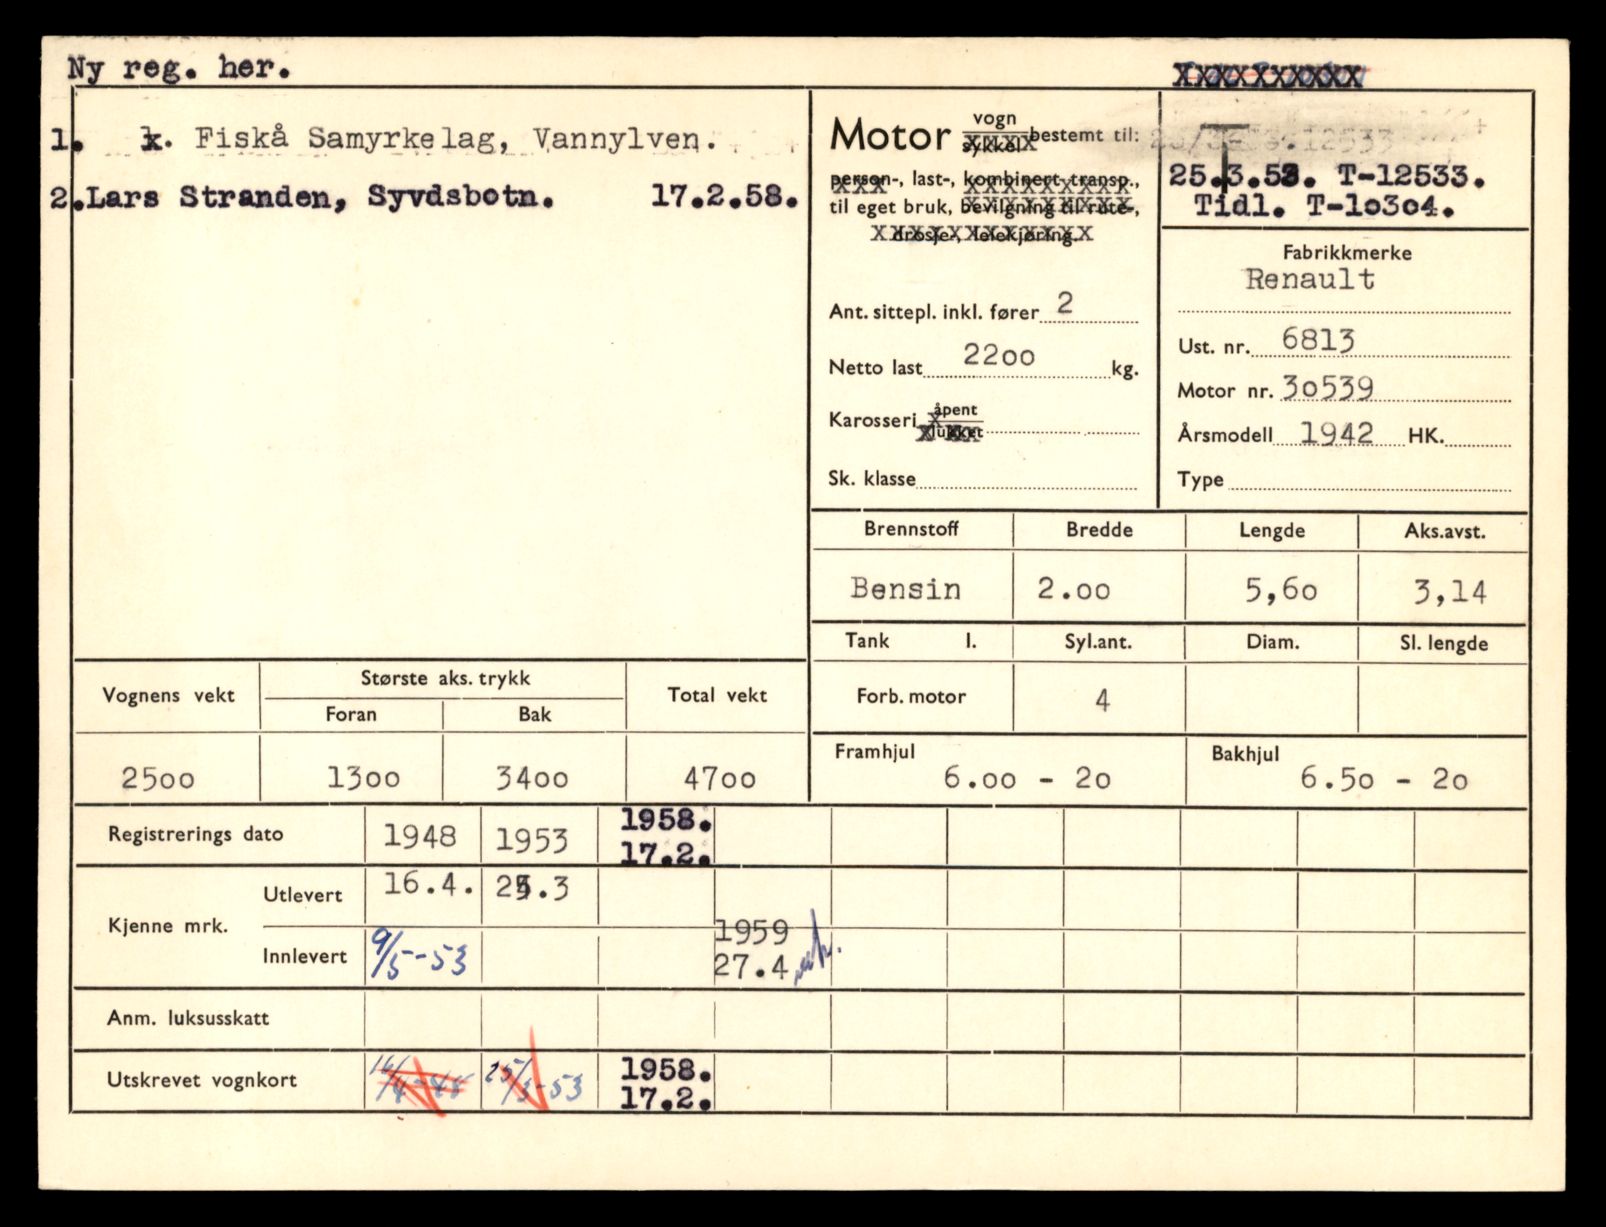 Ny reg. her.
1. Fiskå Samyrkelag, Vannylven.
2. Lars Stranden, Syvdsbotn. 17.2.58.
Motor vogn sykkel bestemt til:
person-, last-, kombinert transp.,
til eget bruk, bevilgning til rute-,
drosje-, leiekjøring.
25.3.53. T-12533.
Tidl. T-10304.
Ant. sittepl. inkl. fører 2
Netto last 2200 kg.
Karosseri åpent lukket
Sk. klasse
Fabrikkmerke
Renault
Ust. nr. 6813
Motor nr. 30539
Årsmodell 1942 HK.
Type
Brennstoff Bredde Lengde Aks.avst.
Bensin 2.00 5,60 3,14
Tank l. Syl.ant. Diam. Sl. lengde
Forb. motor 4
Vognens vekt Største aks. trykk Total vekt
Foran Bak
2500 1300 3400 4700
Framhjul Bakhjul
6.00 - 20 6.50 - 20
Registrerings dato 1948 1953 1958. 17.2.
Kjenne mrk.
Utlevert 16.4. 25.3
Innlevert 9/5-53 1959 27.4
Anm. luksusskatt
Utskrevet vognkort 16/4-48 25/3-53 1958. 17.2.